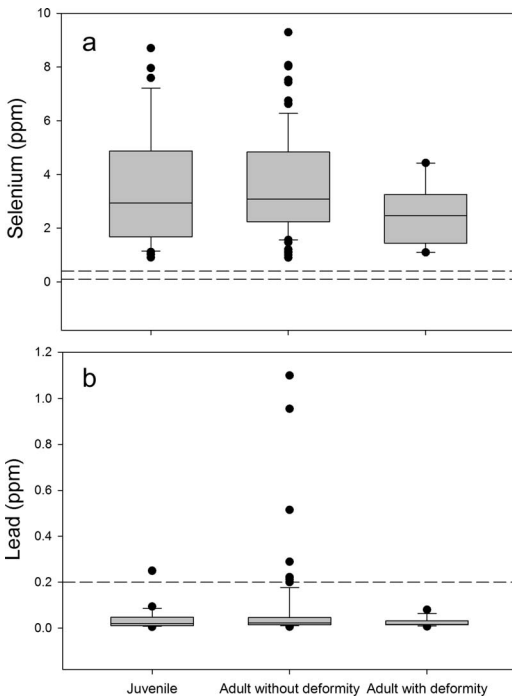 a
Selenium (ppm)
10
8
6
4
2
0
b
Lead (ppm)
1.2
1.0
0.8
0.6
0.4
0.2
0.0
Juvenile Adult without deformity Adult with deformity